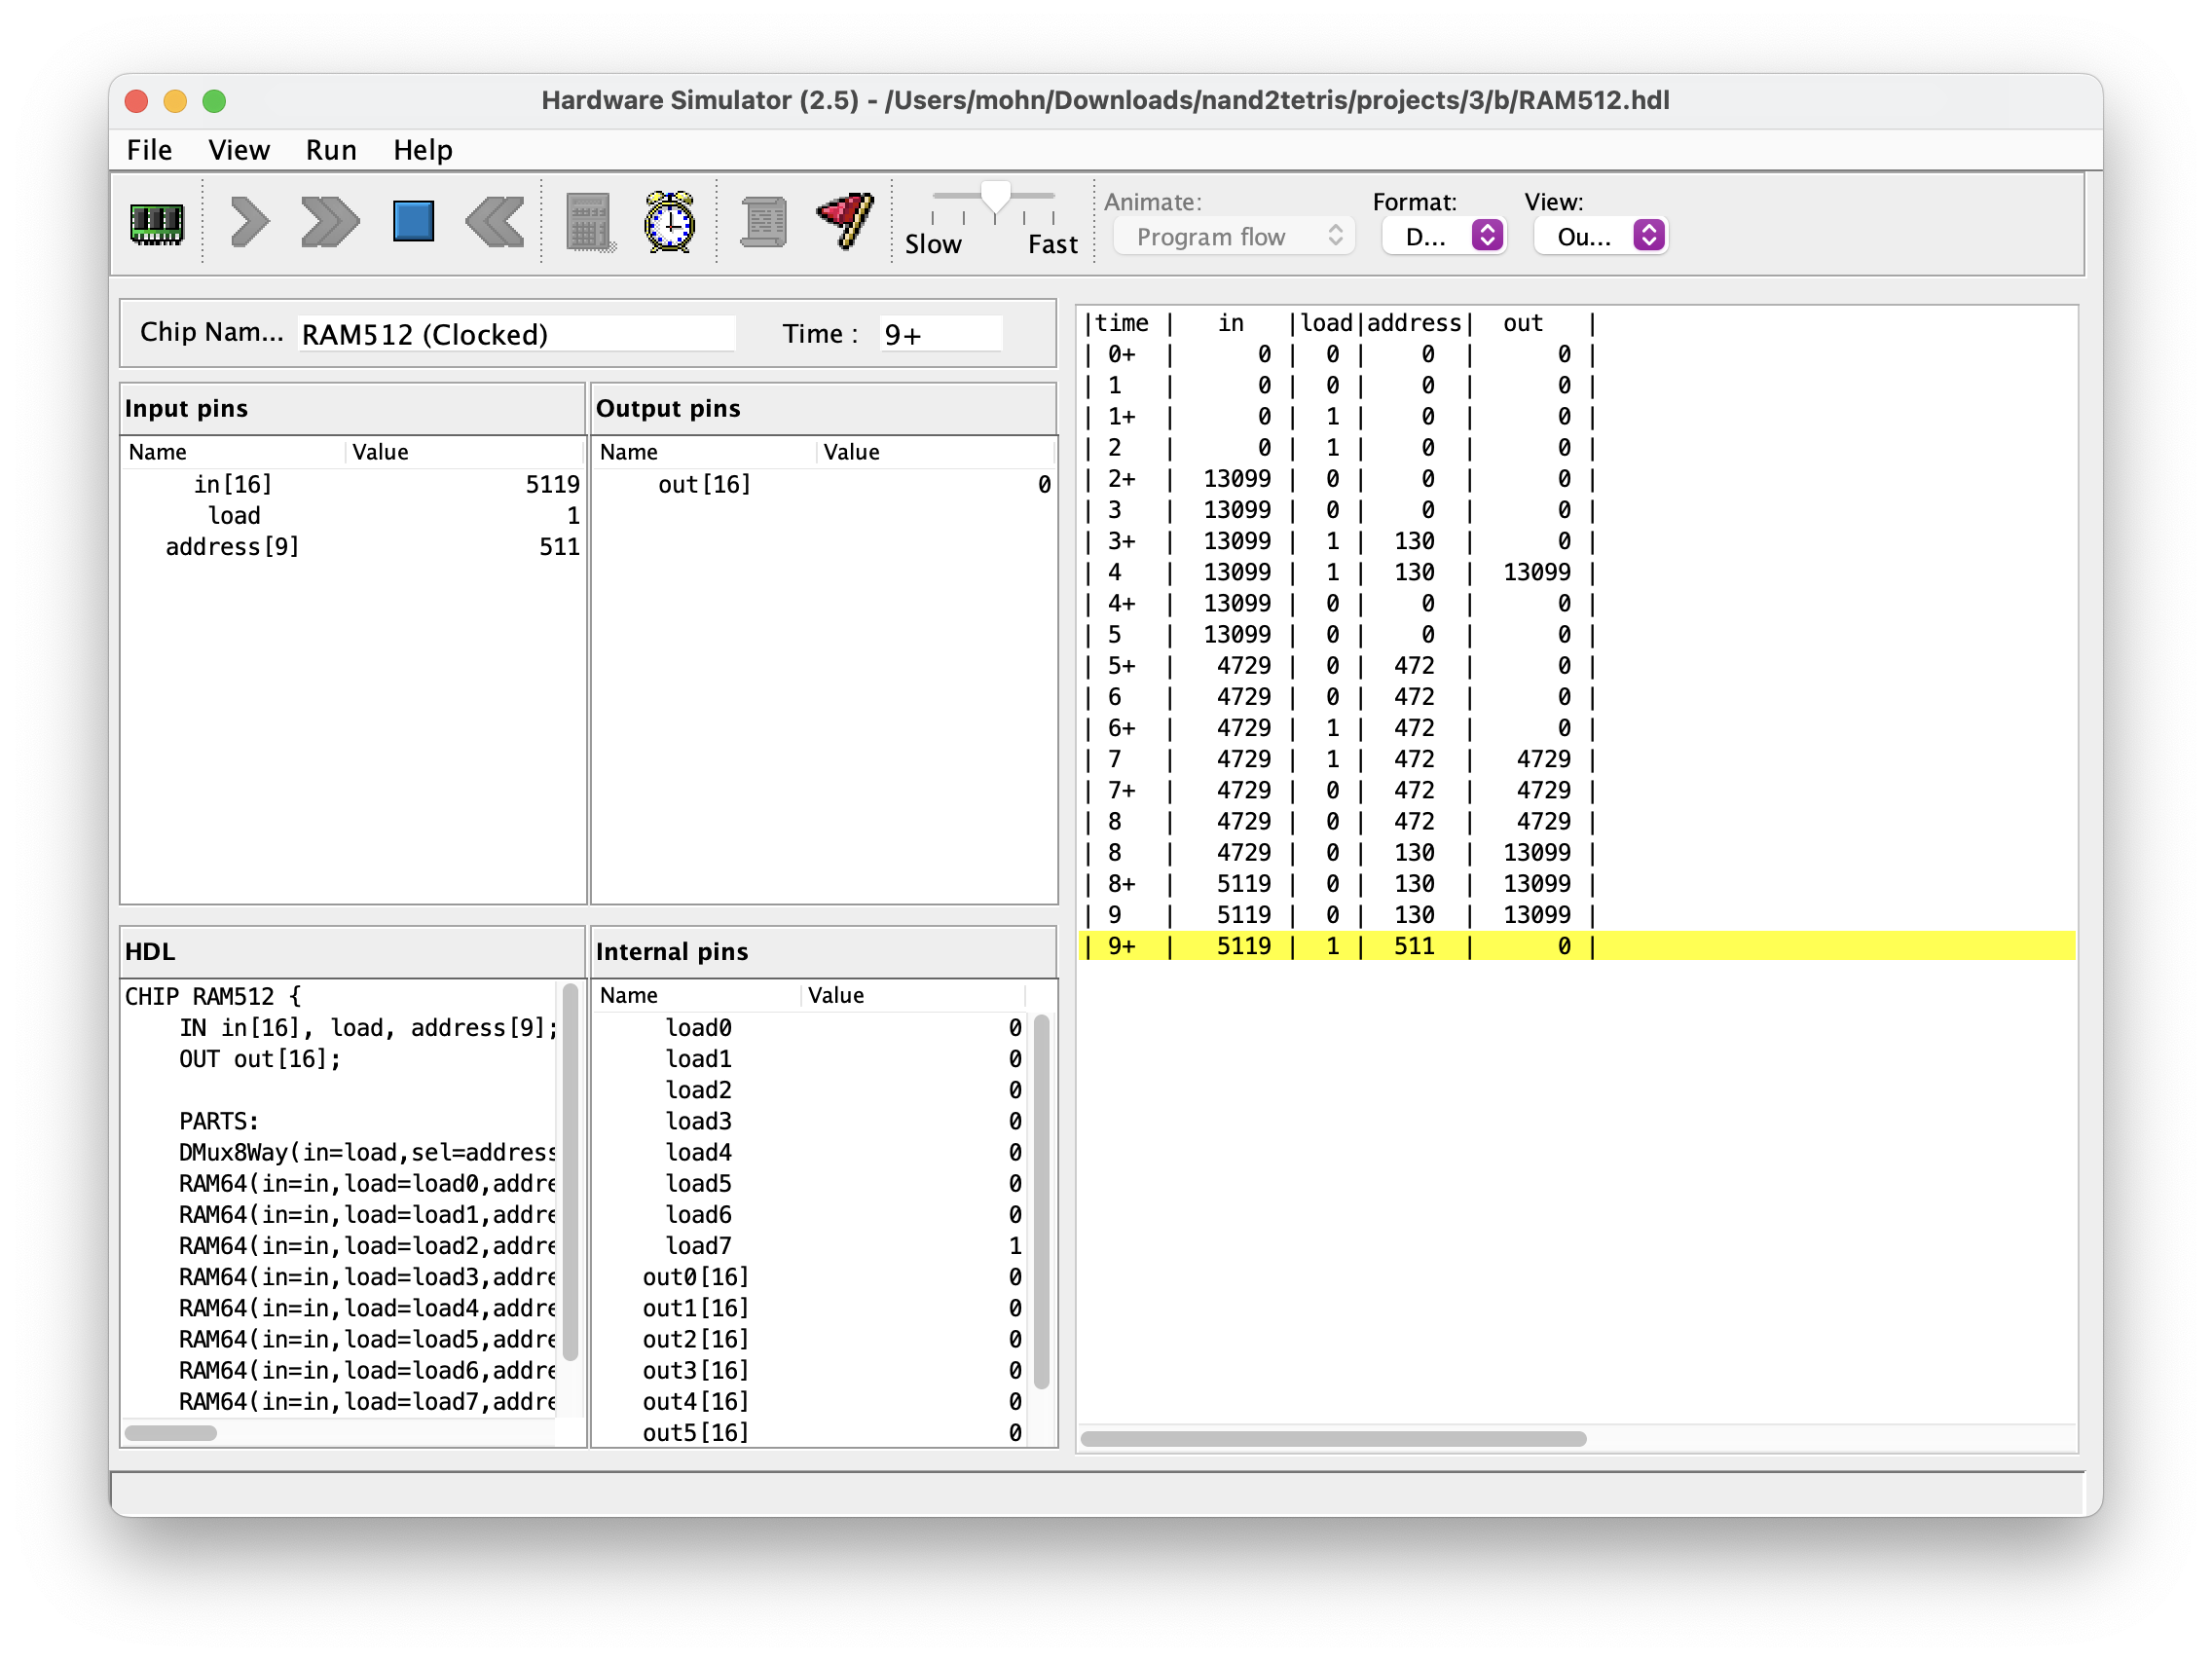 Hardware Simulator (2.5) - /Users/mohn/Downloads/nand2tetris/projects/3/b/RAM512.hdl
File View Run Help
Slow Fast
Animate:
Program flow
Format:
D...
View:
Ou...
Chip Nam... RAM512 (Clocked) Time : 9+
Input pins
Name Value
in[16] 5119
load 1
address[9] 511
Output pins
Name Value
out[16] 0
HDL
CHIP RAM512 {
IN in[16], load, address[9];
OUT out[16];
PARTS:
DMux8Way(in=load,sel=address
RAM64(in=in,load=load0,addre
RAM64(in=in,load=load1,addre
RAM64(in=in,load=load2,addre
RAM64(in=in,load=load3,addre
RAM64(in=in,load=load4,addre
RAM64(in=in,load=load5,addre
RAM64(in=in,load=load6,addre
RAM64(in=in,load=load7,addre
Internal pins
Name Value
load0 0
load1 0
load2 0
load3 0
load4 0
load5 0
load6 0
load7 1
out0[16] 0
out1[16] 0
out2[16] 0
out3[16] 0
out4[16] 0
out5[16] 0
|time | in |load|address| out |
| 0+ | 0 | 0 | 0 | 0 |
| 1 | 0 | 0 | 0 | 0 |
| 1+ | 0 | 1 | 0 | 0 |
| 2 | 0 | 1 | 0 | 0 |
| 2+ | 13099 | 0 | 0 | 0 |
| 3 | 13099 | 0 | 0 | 0 |
| 3+ | 13099 | 1 | 130 | 0 |
| 4 | 13099 | 1 | 130 | 13099 |
| 4+ | 13099 | 0 | 0 | 0 |
| 5 | 13099 | 0 | 0 | 0 |
| 5+ | 4729 | 0 | 472 | 0 |
| 6 | 4729 | 0 | 472 | 0 |
| 6+ | 4729 | 1 | 472 | 0 |
| 7 | 4729 | 1 | 472 | 4729 |
| 7+ | 4729 | 0 | 472 | 4729 |
| 8 | 4729 | 0 | 472 | 4729 |
| 8 | 4729 | 0 | 130 | 13099 |
| 8+ | 5119 | 0 | 130 | 13099 |
| 9 | 5119 | 0 | 130 | 13099 |
| 9+ | 5119 | 1 | 511 | 0 |